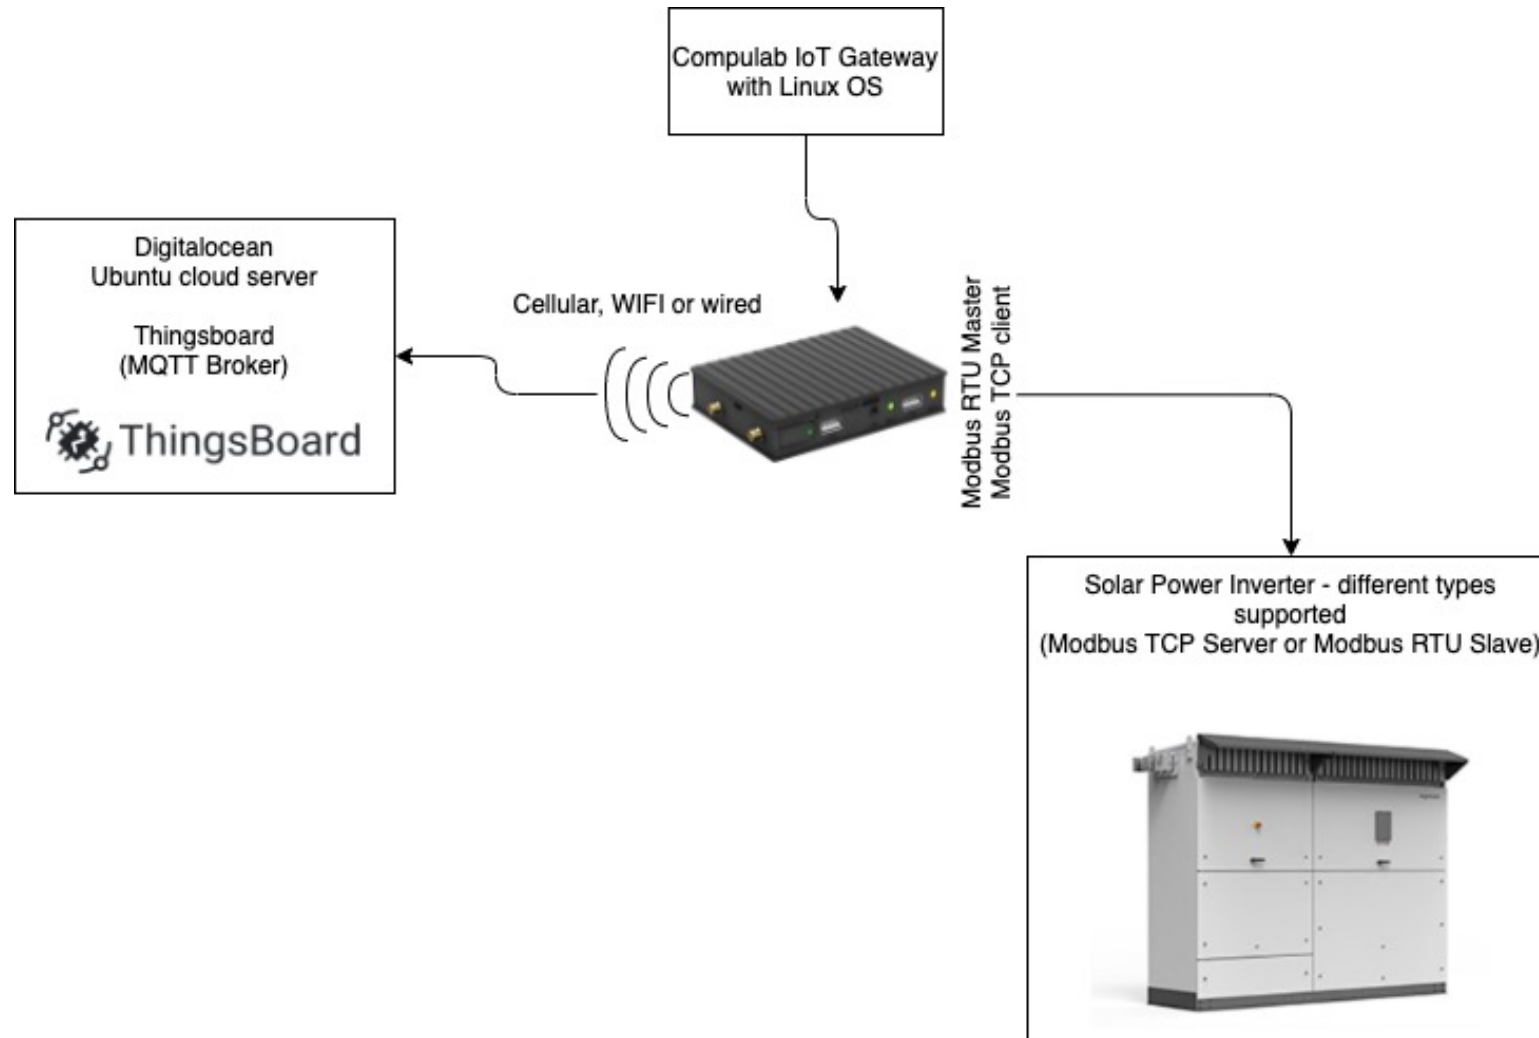 Compulab IoT Gateway
with Linux OS
Digitalocean
Ubuntu cloud server
Thingsboard
(MQTT Broker)
ThingsBoard
Cellular, WIFI or wired
Modbus RTU Master
Modbus TCP client
Solar Power Inverter - different types
supported
(Modbus TCP Server or Modbus RTU Slave)